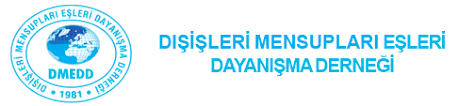 DIŞİŞLERİ MENSUPLARI EŞLERİ DAYANIŞMA DERNEĞİ
DMEDD
• 1981 •
DIŞİŞLERİ MENSUPLARI EŞLERİ
DAYANIŞMA DERNEĞİ